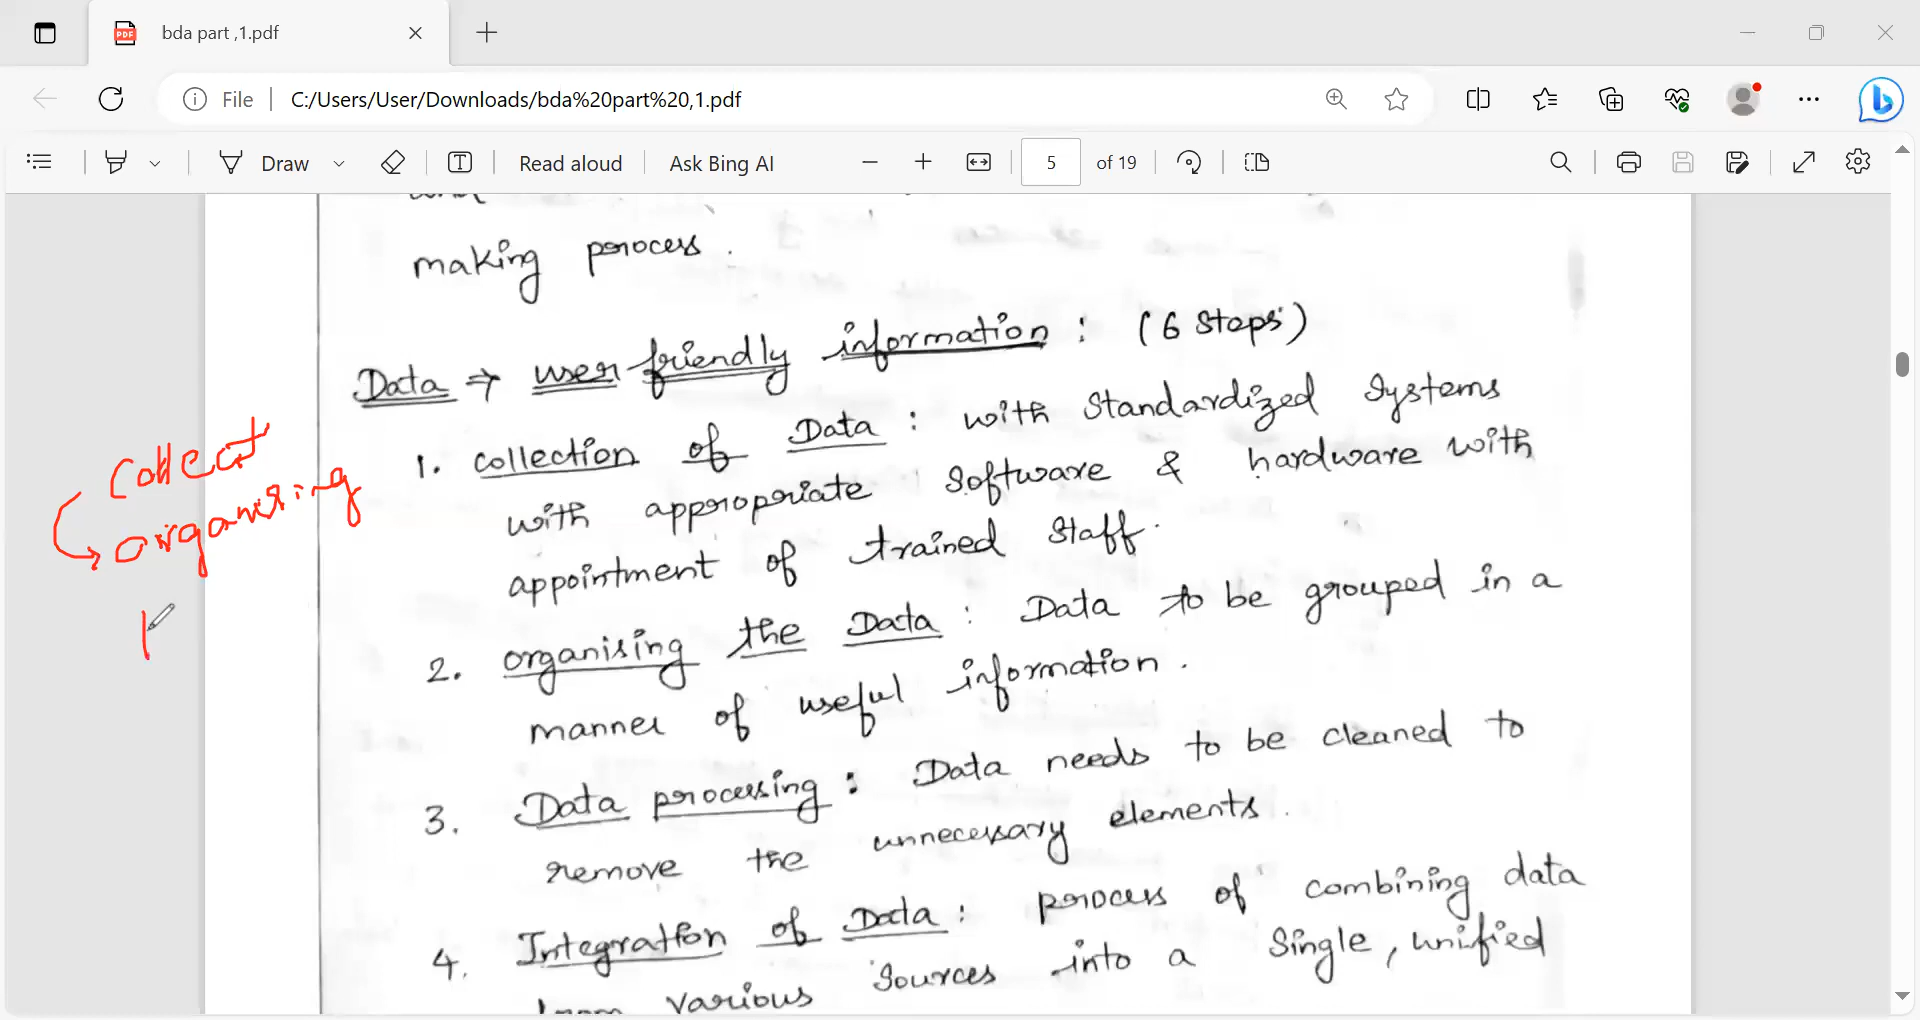 bda part ,1.pdf
File
C:/Users/User/Downloads/bda%20part%20,1.pdf
Draw
Read aloud
Ask Bing AI
5 of 19
making process.
Data ⇒ user-friendly information : (6 Steps)
1. collection of Data : with Standardized Systems
with appropriate Software & hardware with
appointment of trained Staff.
2. organising the Data : Data to be grouped in a
manner of useful information.
3. Data processing : Data needs to be cleaned to
remove the unnecessary elements.
4. Integration of Data : process of combining data
from various sources into a Single, unified
Collect
organising